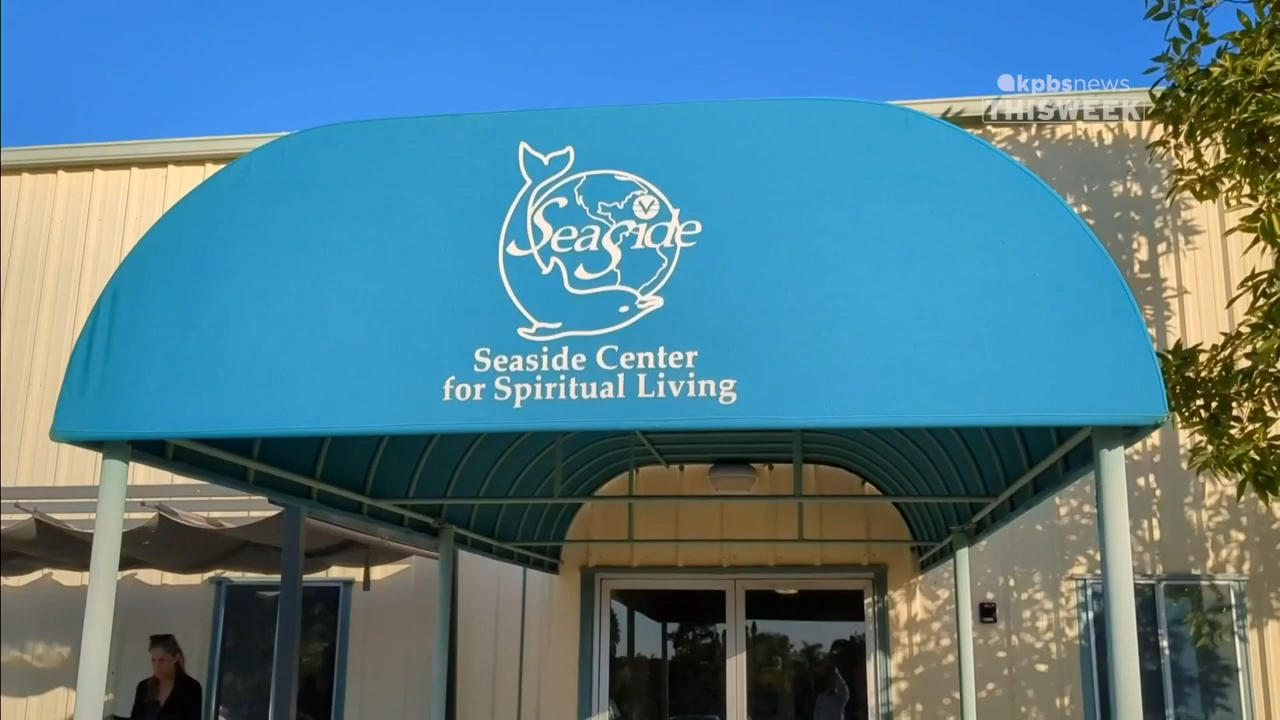 kpbsnews
THISWEEK
Seaside
Seaside Center
for Spiritual Living